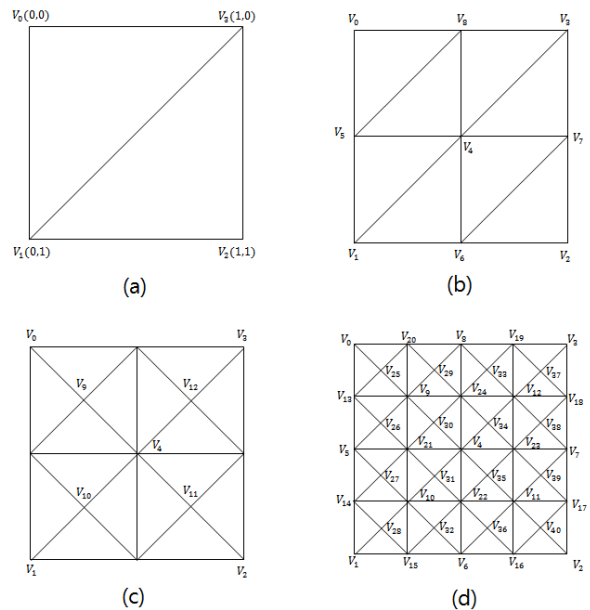 V₀(0,0) V₃(1,0)
V₁(0,1) V₂(1,1)
(a)
V₀ V₈ V₃
V₅ V₄ V₇
V₁ V₆ V₂
(b)
V₀ V₃
V₉ V₁₂
V₄
V₁₀ V₁₁
V₁ V₂
(c)
V₀ V₂₀ V₈ V₁₉ V₃
V₂₅ V₂₉ V₃₃ V₃₇
V₁₃ V₉ V₂₄ V₁₂ V₁₈
V₂₆ V₃₀ V₃₄ V₃₈
V₅ V₂₁ V₄ V₂₃ V₇
V₂₇ V₃₁ V₃₅ V₃₉
V₁₄ V₁₀ V₂₂ V₁₁ V₁₇
V₂₈ V₃₂ V₃₆ V₄₀
V₁ V₁₅ V₆ V₁₆ V₂
(d)